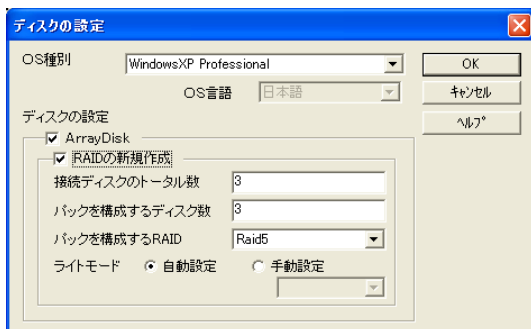 ディスクの設定
OS種別 WindowsXP Professional OK
OS言語 日本語 キャンセル
ディスクの設定 ヘルプ
ArrayDisk
RAIDの新規作成
接続ディスクのトータル数 3
パックを構成するディスク数 3
パックを構成するRAID Raid5
ライトモード 自動設定 手動設定